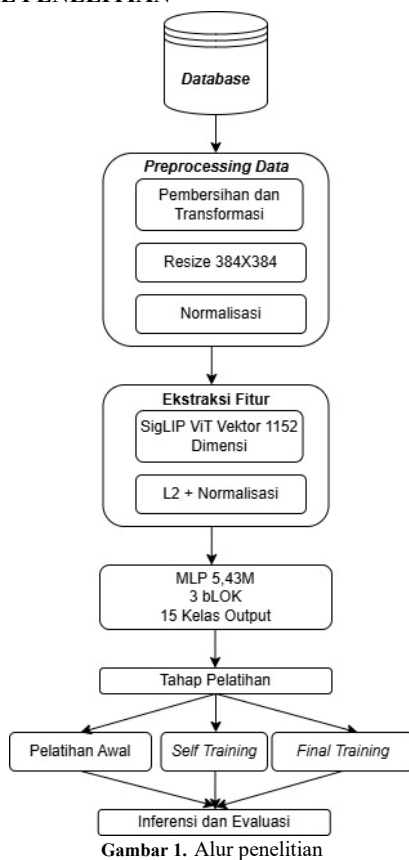 Database
Preprocessing Data
Pembersihan dan
Transformasi
Resize 384X384
Normalisasi
Ekstraksi Fitur
SigLIP ViT Vektor 1152
Dimensi
L2 + Normalisasi
MLP 5,43M
3 bLOK
15 Kelas Output
Tahap Pelatihan
Pelatihan Awal
Self Training
Final Training
Inferensi dan Evaluasi
Gambar 1. Alur penelitian